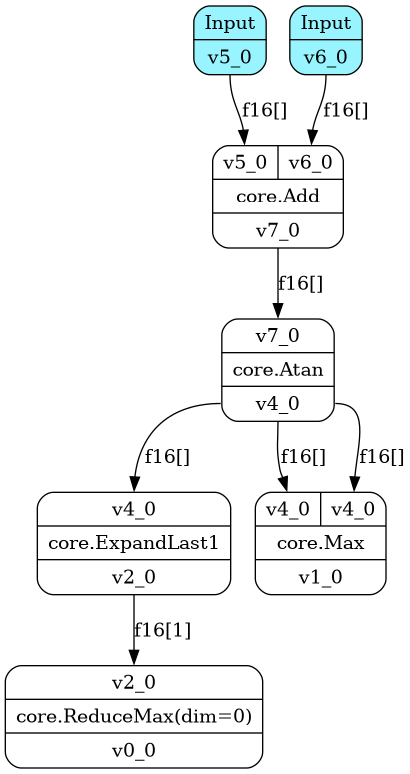 Input
v5_0
Input
v6_0
f16[]
f16[]
v5_0
v6_0
core.Add
v7_0
f16[]
v7_0
core.Atan
v4_0
f16[]
f16[]
f16[]
v4_0
core.ExpandLast1
v2_0
v4_0
v4_0
core.Max
v1_0
f16[1]
v2_0
core.ReduceMax(dim=0)
v0_0